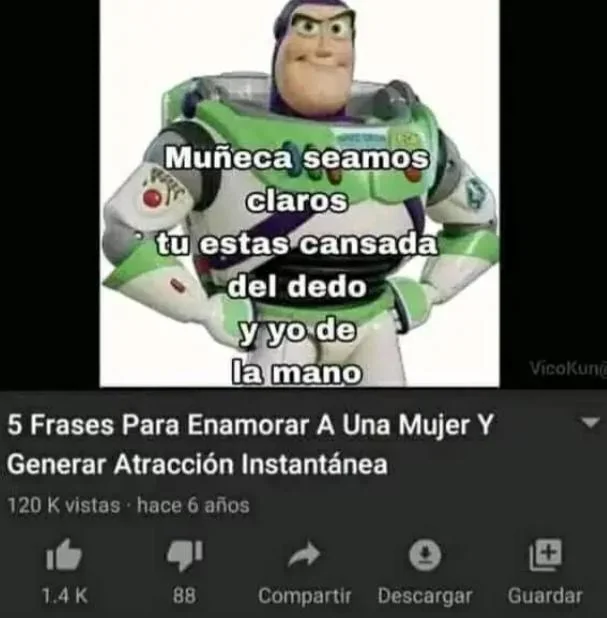 Muñeca seamos
claros
tu estas cansada
del dedo
y yo de
la mano
VicoKun
5 Frases Para Enamorar A Una Mujer Y
Generar Atracción Instantánea
120 K vistas · hace 6 años
1.4 K 88 Compartir Descargar Guardar